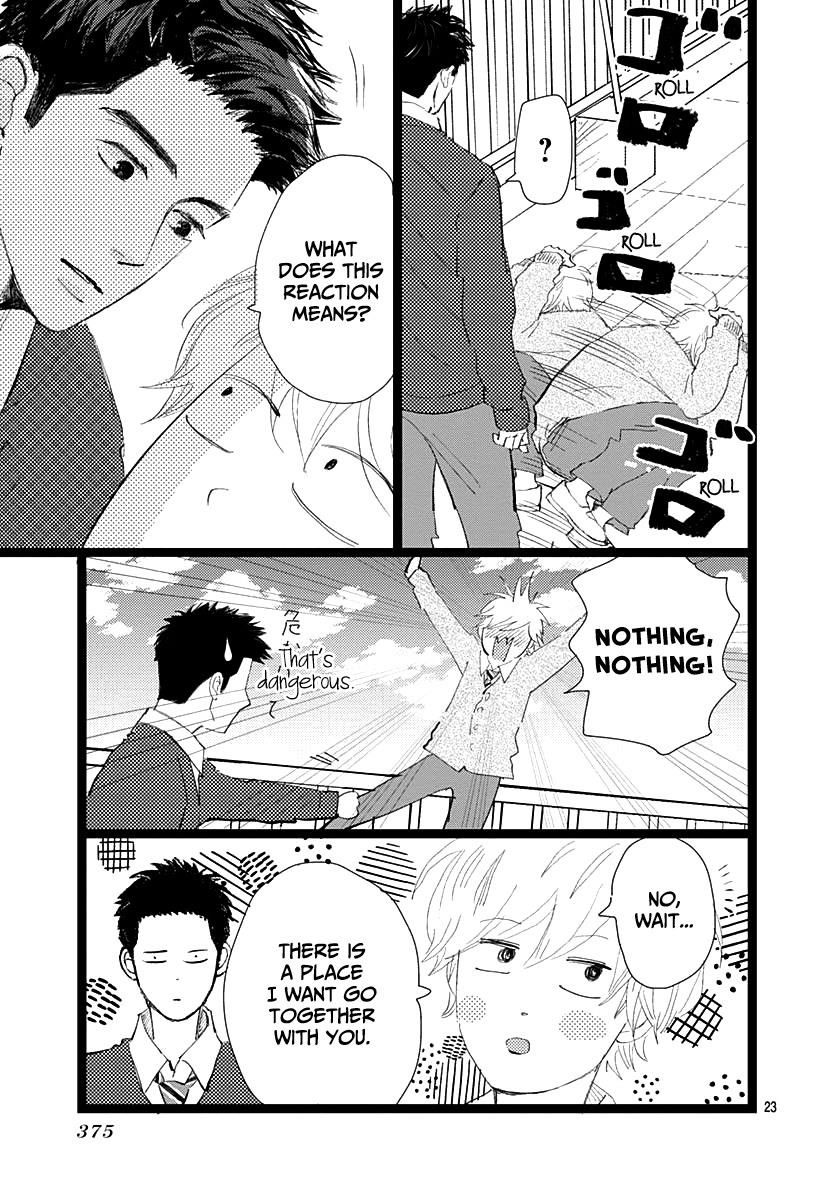 ゴロ
ROLL
?
ゴロ
ROLL
ゴロ
ROLL
WHAT
DOES THIS
REACTION
MEANS?
NOTHING,
NOTHING!
危
That's
dangerous.
NO,
WAIT...
THERE IS
A PLACE
I WANT GO
TOGETHER
WITH YOU.
23
375